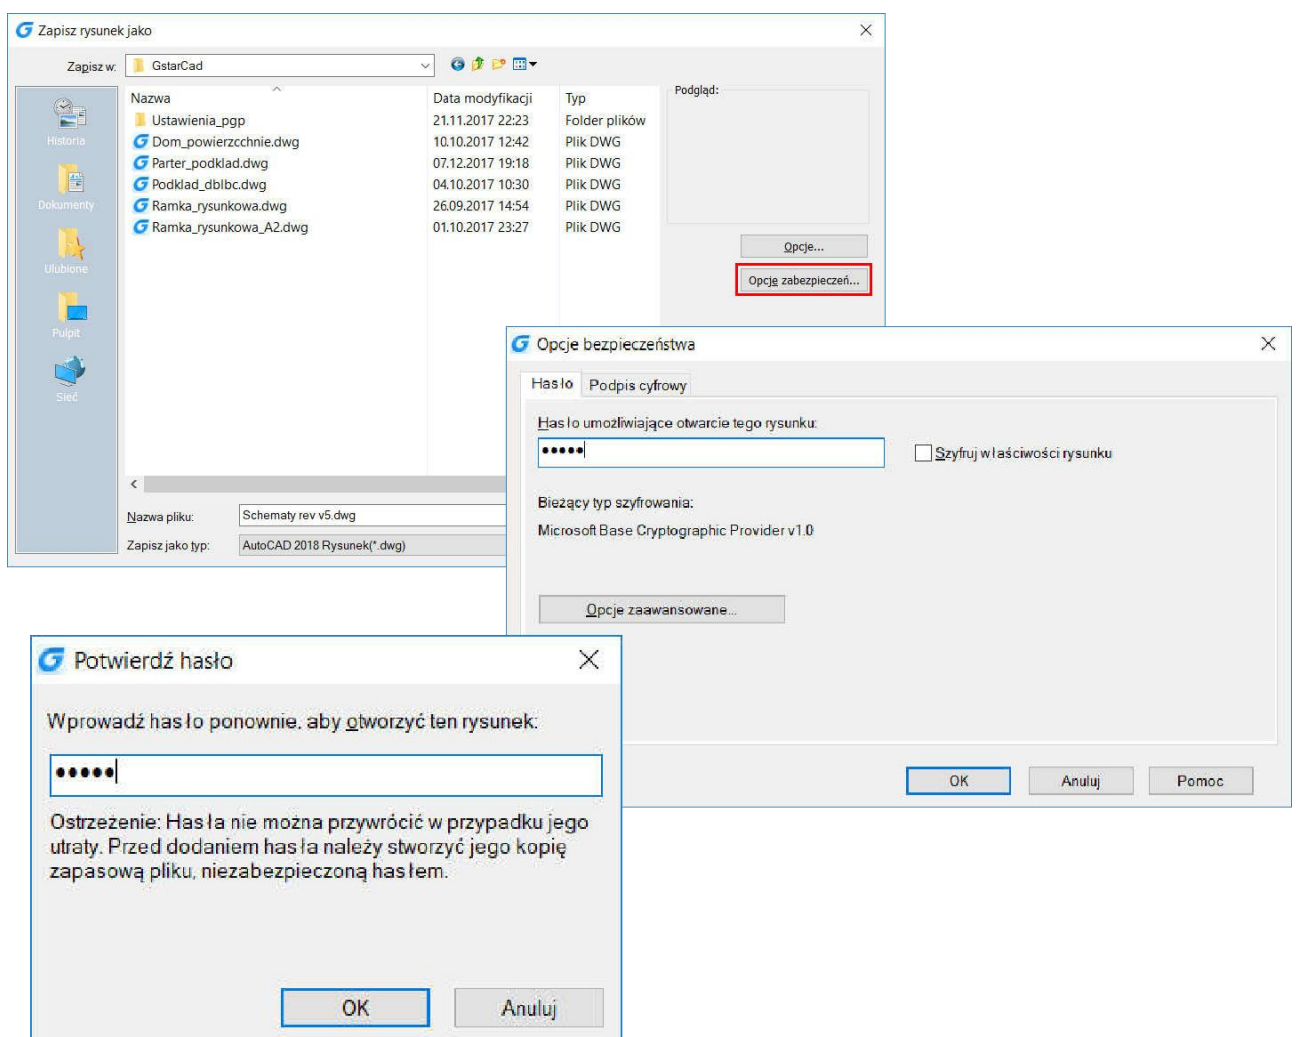 Zapisz rysunek jako
Zapisz w: GstarCad
Nazwa Data modyfikacji Typ
Ustawienia_pgp 21.11.2017 22:23 Folder plików
Dom_powierzcchnie.dwg 10.10.2017 12:42 Plik DWG
Parter_podklad.dwg 07.12.2017 19:18 Plik DWG
Podklad_dblbc.dwg 04.10.2017 10:30 Plik DWG
Ramka_rysunkowa.dwg 26.09.2017 14:54 Plik DWG
Ramka_rysunkowa_A2.dwg 01.10.2017 23:27 Plik DWG
Historia
Dokumenty
Ulubione
Pulpit
Sieć
Podgląd:
Opcje...
Opcje zabezpieczeń...
Nazwa pliku: Schematy rev v5.dwg
Zapisz jako typ: AutoCAD 2018 Rysunek(*.dwg)
Opcje bezpieczeństwa
Hasło Podpis cyfrowy
Hasło umożliwiające otwarcie tego rysunku:
•••••
Szyfruj właściwości rysunku
Bieżący typ szyfrowania:
Microsoft Base Cryptographic Provider v1.0
Opcje zaawansowane...
OK Anuluj Pomoc
Potwierdź hasło
Wprowadź hasło ponownie, aby otworzyć ten rysunek:
•••••
Ostrzeżenie: Hasła nie można przywrócić w przypadku jego
utraty. Przed dodaniem hasła należy stworzyć jego kopię
zapasową pliku, niezabezpieczoną hasłem.
OK Anuluj